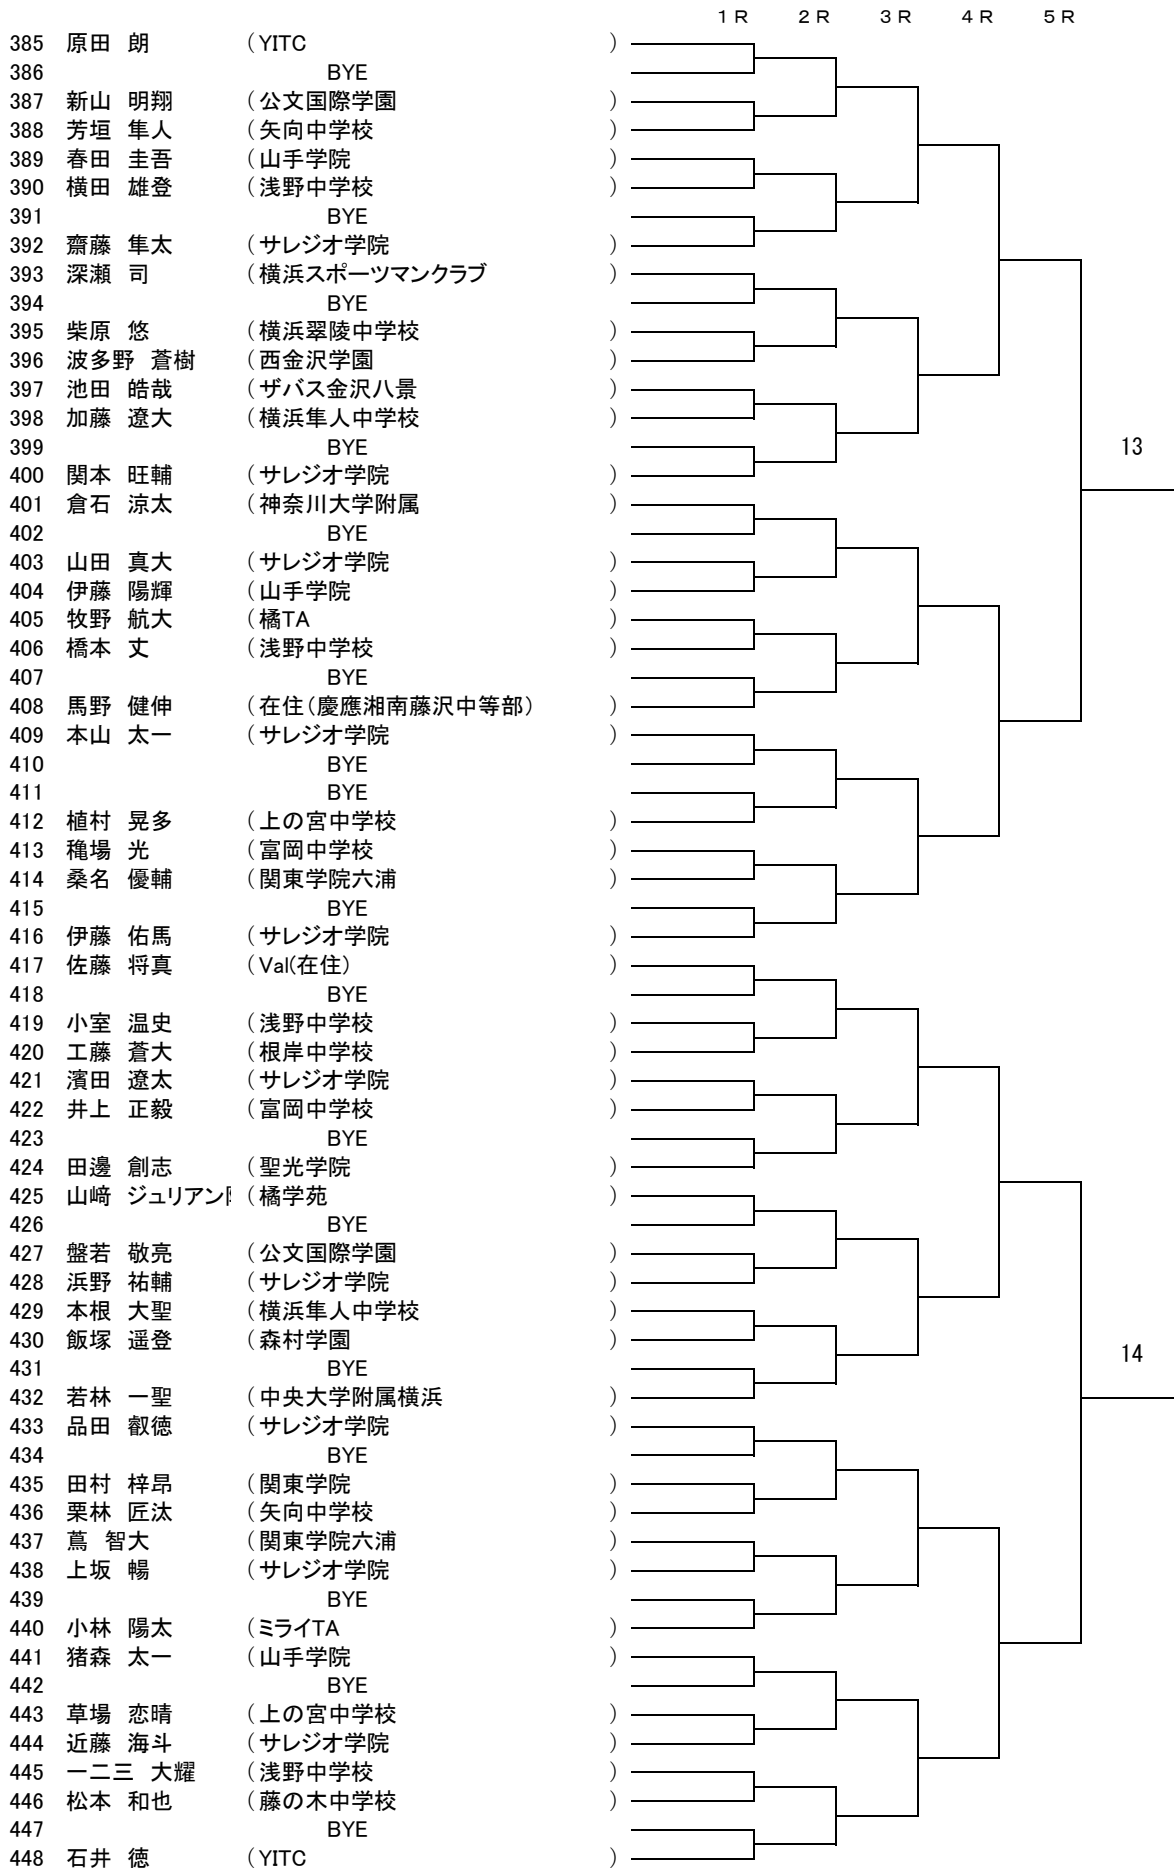 1R 2R 3R 4R 5R
385 原田 朗 (YITC )
386 BYE
387 新山 明翔 (公文国際学園 )
388 芳垣 隼人 (矢向中学校 )
389 春田 圭吾 (山手学院 )
390 横田 雄登 (浅野中学校 )
391 BYE
392 齋藤 隼太 (サレジオ学院 )
393 深瀬 司 (横浜スポーツマンクラブ )
394 BYE
395 柴原 悠 (横浜翠陵中学校 )
396 波多野 蒼樹 (西金沢学園 )
397 池田 皓哉 (ザバス金沢八景 )
398 加藤 遼大 (横浜隼人中学校 )
399 BYE 13
400 関本 旺輔 (サレジオ学院 )
401 倉石 涼太 (神奈川大学附属 )
402 BYE
403 山田 真大 (サレジオ学院 )
404 伊藤 陽輝 (山手学院 )
405 牧野 航大 (橘TA )
406 橋本 丈 (浅野中学校 )
407 BYE
408 馬野 健伸 (在住(慶應湘南藤沢中等部) )
409 本山 太一 (サレジオ学院 )
410 BYE
411 BYE
412 植村 晃多 (上の宮中学校 )
413 穐場 光 (富岡中学校 )
414 桑名 優輔 (関東学院六浦 )
415 BYE
416 伊藤 佑馬 (サレジオ学院 )
417 佐藤 将真 (Val(在住) )
418 BYE
419 小室 温史 (浅野中学校 )
420 工藤 蒼大 (根岸中学校 )
421 濱田 遼太 (サレジオ学院 )
422 井上 正毅 (富岡中学校 )
423 BYE
424 田邊 創志 (聖光学院 )
425 山﨑 ジュリアン (橘学苑 )
426 BYE
427 盤若 敬亮 (公文国際学園 )
428 浜野 祐輔 (サレジオ学院 )
429 本根 大聖 (横浜隼人中学校 )
430 飯塚 遥登 (森村学園 )
431 BYE 14
432 若林 一聖 (中央大学附属横浜 )
433 品田 叡徳 (サレジオ学院 )
434 BYE
435 田村 梓昂 (関東学院 )
436 栗林 匠汰 (矢向中学校 )
437 蔦 智大 (関東学院六浦 )
438 上坂 暢 (サレジオ学院 )
439 BYE
440 小林 陽太 (ミライTA )
441 猪森 太一 (山手学院 )
442 BYE
443 草場 恋晴 (上の宮中学校 )
444 近藤 海斗 (サレジオ学院 )
445 一二三 大耀 (浅野中学校 )
446 松本 和也 (藤の木中学校 )
447 BYE
448 石井 徳 (YITC )